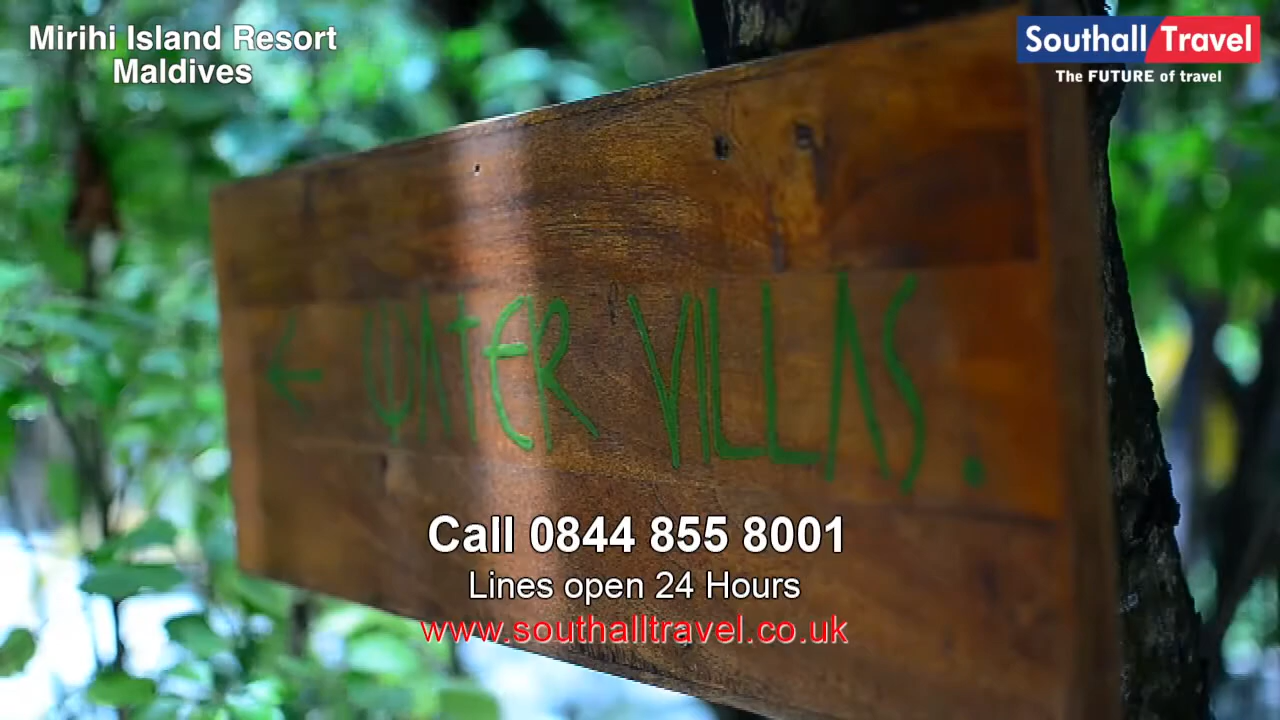 Mirihi Island Resort
Maldives
Southall Travel
The FUTURE of travel
← WATER VILLAS.
Call 0844 855 8001
Lines open 24 Hours
www.southalltravel.co.uk